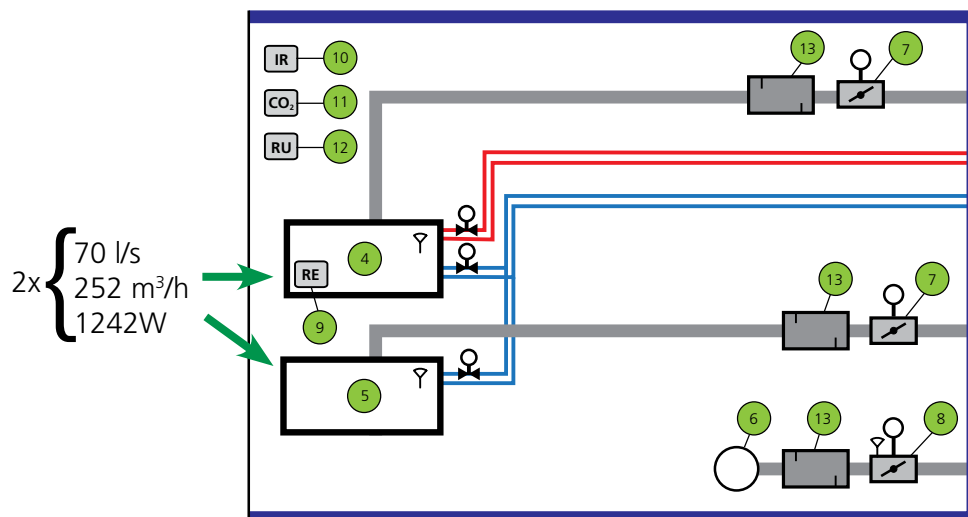 IR 10
13 7
CO₂ 11
RU 12
2x { 70 l/s
252 m³/h
1242W
4
RE
9
13 7
5
6 13 8